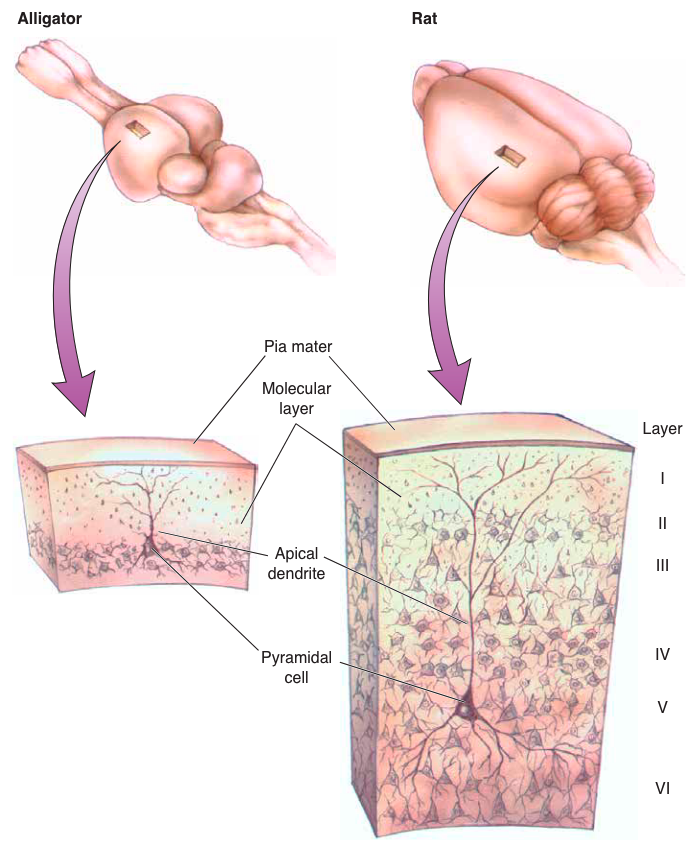 Alligator
Rat
Pia mater
Molecular
layer
Layer
I
II
III
Apical
dendrite
IV
Pyramidal
cell
V
VI